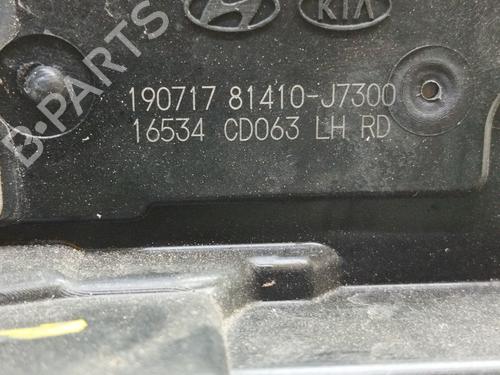 B-PARTS
KIA
190717 81410-J7300
16534 CD063 LH RD